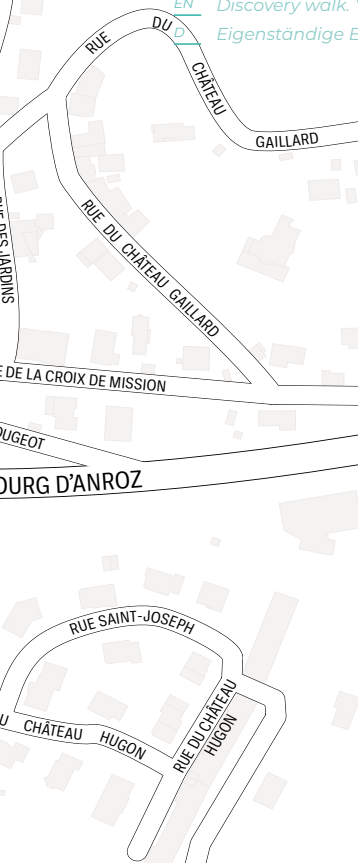 EN Discovery walk.
D Eigenständige
RUE DU CHÂTEAU GAILLARD
RUE DU CHÂTEAU GAILLARD
RUE DES JARDINS
DE LA CROIX DE MISSION
OURG D'ANROZ
RUE SAINT-JOSEPH
CHÂTEAU HUGON
RUE DU CHÂTEAU
HUGON